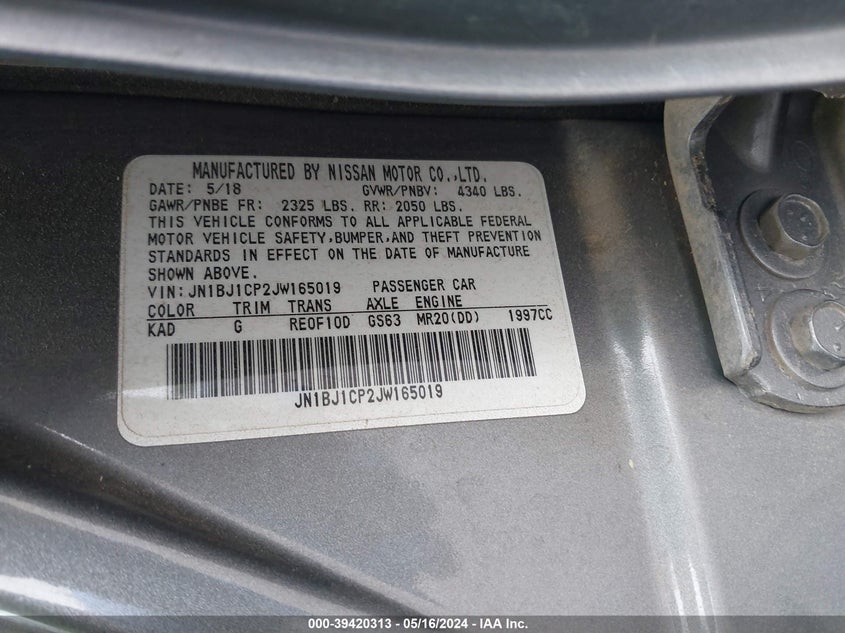 MANUFACTURED BY NISSAN MOTOR CO.,LTD.
DATE: 5/18 GVWR/PNBV: 4340 LBS.
GAWR/PNBE FR: 2325 LBS. RR: 2050 LBS.
THIS VEHICLE CONFORMS TO ALL APPLICABLE FEDERAL
MOTOR VEHICLE SAFETY,BUMPER,AND THEFT PREVENTION
STANDARDS IN EFFECT ON THE DATE OF MANUFACTURE
SHOWN ABOVE.
VIN:JN1BJ1CP2JW165019 PASSENGER CAR
COLOR TRIM TRANS AXLE ENGINE
KAD G RE0F10D GS63 MR20(DD) 1997CC
JN1BJ1CP2JW165019
000-39420313 - 05/16/2024 - IAA Inc.